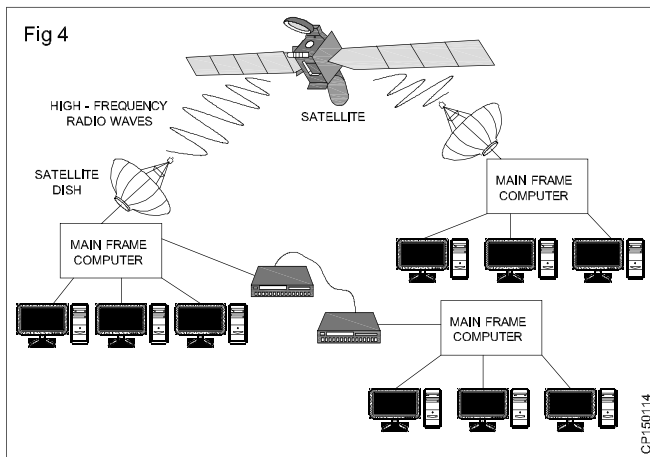 Fig 4
HIGH - FREQUENCY
RADIO WAVES
SATELLITE
SATELLITE
DISH
MAIN FRAME
COMPUTER
MAIN FRAME
COMPUTER
MAIN FRAME
COMPUTER
CP150114